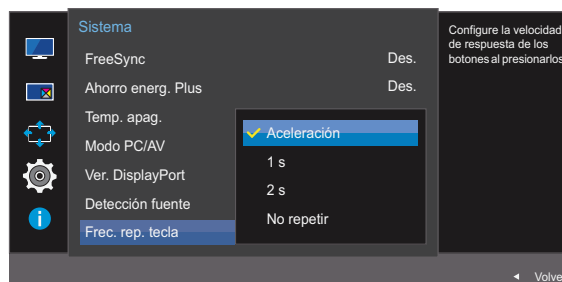 Sistema
FreeSync Des.
Ahorro energ. Plus Des.
Temp. apag.
Modo PC/AV
Ver. DisplayPort
Detección fuente
Frec. rep. tecla
Aceleración
1 s
2 s
No repetir
Configure la velocidad
de respuesta de los
botones al presionarlos
Volve